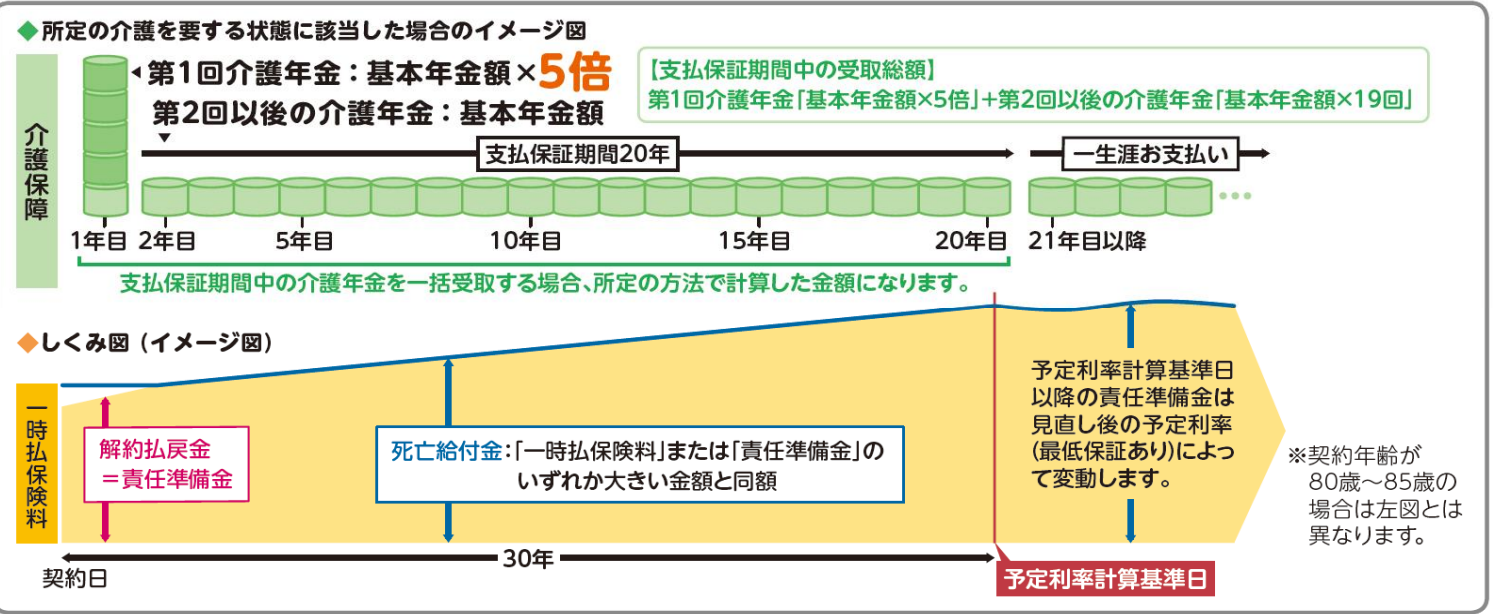 ◆所定の介護を要する状態に該当した場合のイメージ図
介護保障
第1回介護年金：基本年金額×5倍
第2回以後の介護年金：基本年金額
【支払保証期間中の受取総額】
第1回介護年金「基本年金額×5倍」＋第2回以後の介護年金「基本年金額×19回」
支払保証期間20年
一生涯お支払い
1年目 2年目 5年目 10年目 15年目 20年目 21年目以降
支払保証期間中の介護年金を一括受取する場合、所定の方法で計算した金額になります。
◆しくみ図（イメージ図）
一時払保険料
解約払戻金
＝責任準備金
死亡給付金：「一時払保険料」または「責任準備金」の
いずれか大きい金額と同額
予定利率計算基準日
以降の責任準備金は
見直し後の予定利率
(最低保証あり)によっ
て変動します。
※契約年齢が
80歳～85歳の
場合は左図とは
異なります。
30年
契約日
予定利率計算基準日